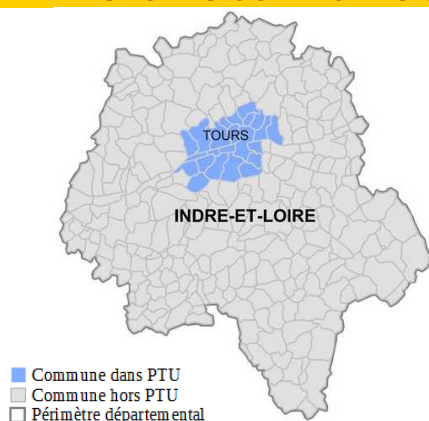 TOURS
INDRE-ET-LOIRE
Commune dans PTU
Commune hors PTU
Périmètre départemental